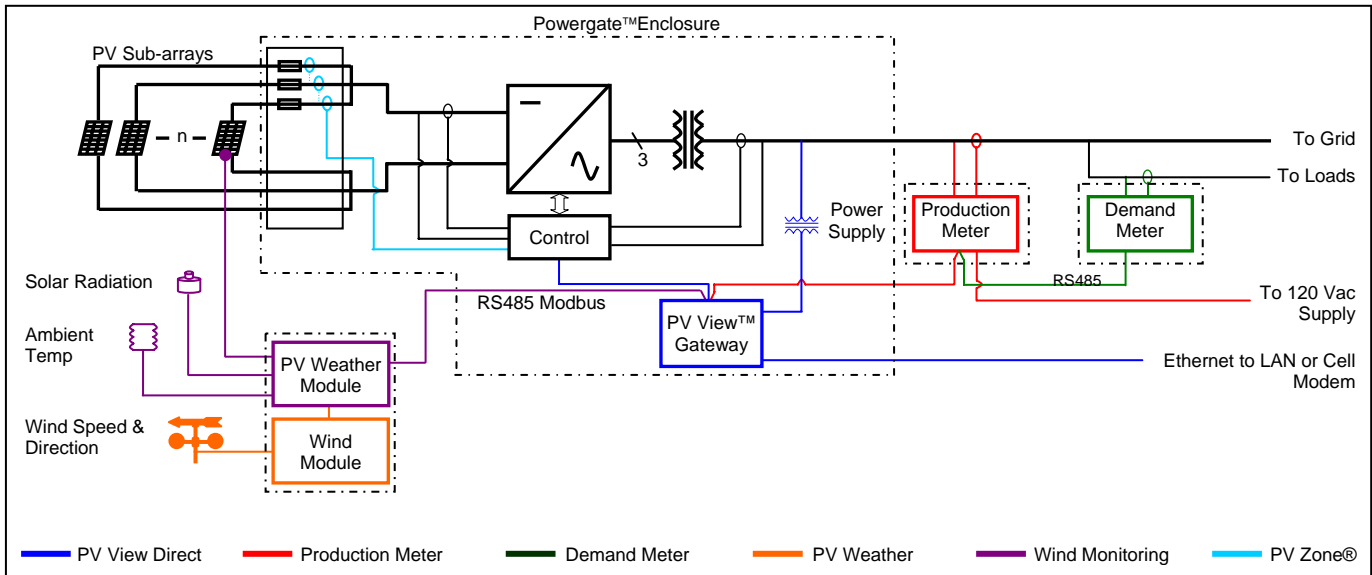 Powergate™Enclosure
PV Sub-arrays
n
3
To Grid
To Loads
Power
Supply
Production
Meter
Demand
Meter
Control
RS485
Solar Radiation
RS485 Modbus
To 120 Vac
Supply
Ambient
Temp
PV View™
Gateway
PV Weather
Module
Ethernet to LAN or Cell
Modem
Wind Speed &
Direction
Wind
Module
PV View Direct
Production Meter
Demand Meter
PV Weather
Wind Monitoring
PV Zone®